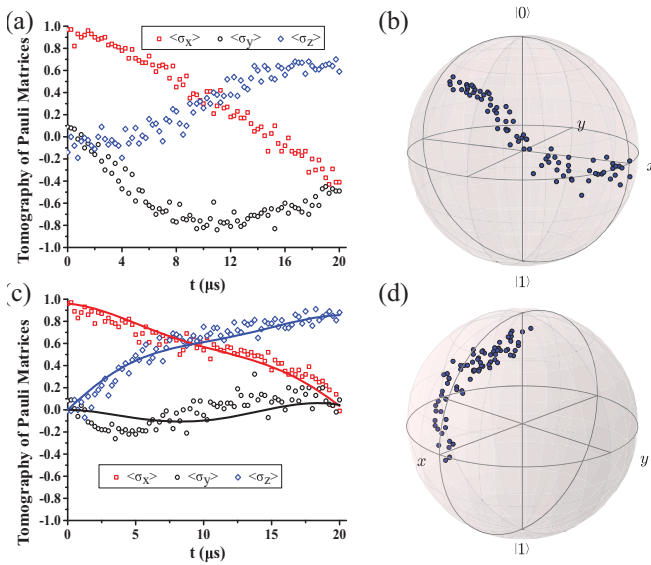 (a)
<σx> <σy> <σz>
Tomography of Pauli Matrices
1.0
0.8
0.6
0.4
0.2
0.0
-0.2
-0.4
-0.6
-0.8
-1.0
0 4 8 12 16 20
t (μs)
(b)
|0⟩
y
x
|1⟩
(c)
Tomography of Pauli Matrices
1.0
0.8
0.6
0.4
0.2
0.0
-0.2
-0.4
-0.6
-0.8
-1.0
<σx> <σy> <σz>
0 5 10 15 20
t (μs)
(d)
x
y
|1⟩